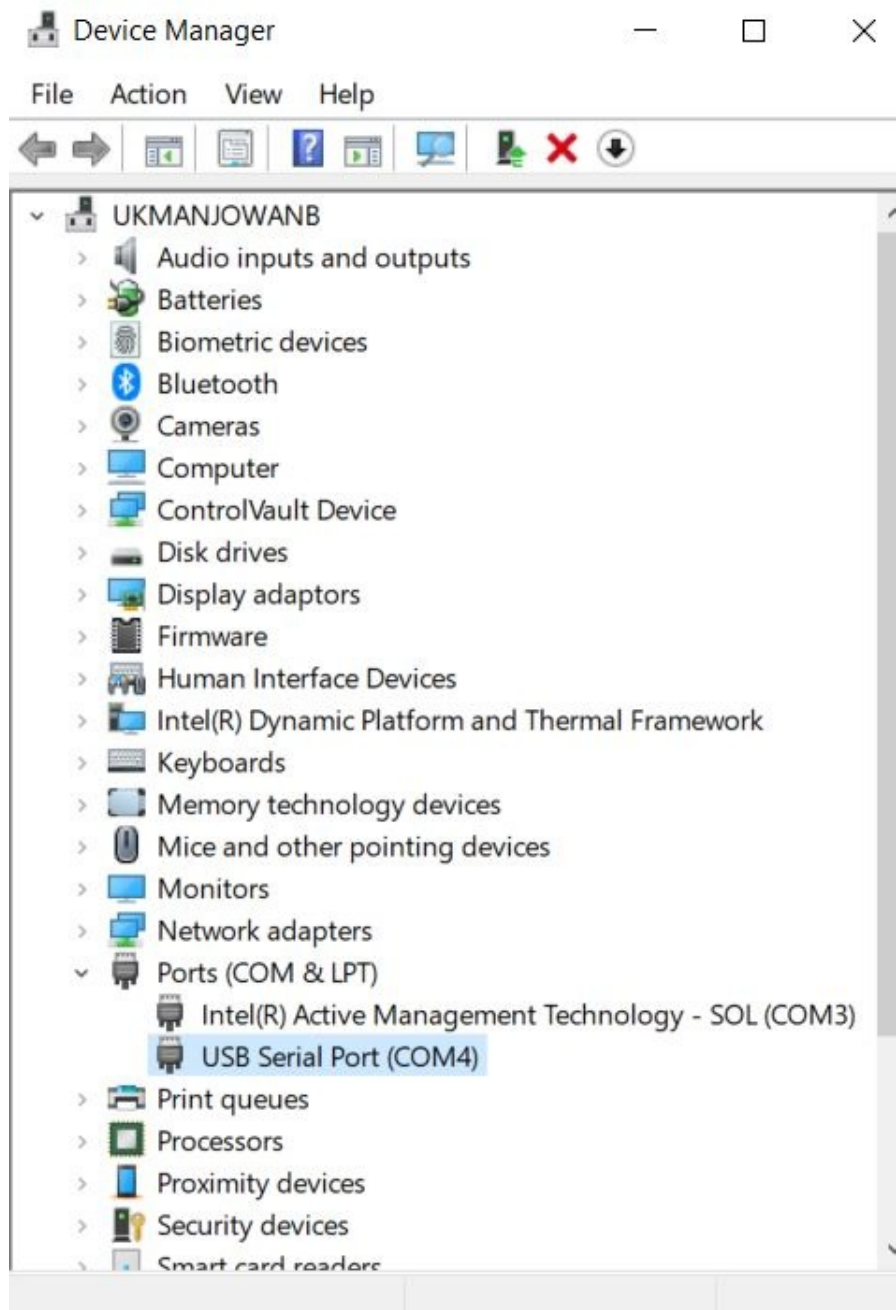 Device Manager
File Action View Help
UKMANJOWANB
Audio inputs and outputs
Batteries
Biometric devices
Bluetooth
Cameras
Computer
ControlVault Device
Disk drives
Display adaptors
Firmware
Human Interface Devices
Intel(R) Dynamic Platform and Thermal Framework
Keyboards
Memory technology devices
Mice and other pointing devices
Monitors
Network adapters
Ports (COM & LPT)
Intel(R) Active Management Technology - SOL (COM3)
USB Serial Port (COM4)
Print queues
Processors
Proximity devices
Security devices
Smart card readers